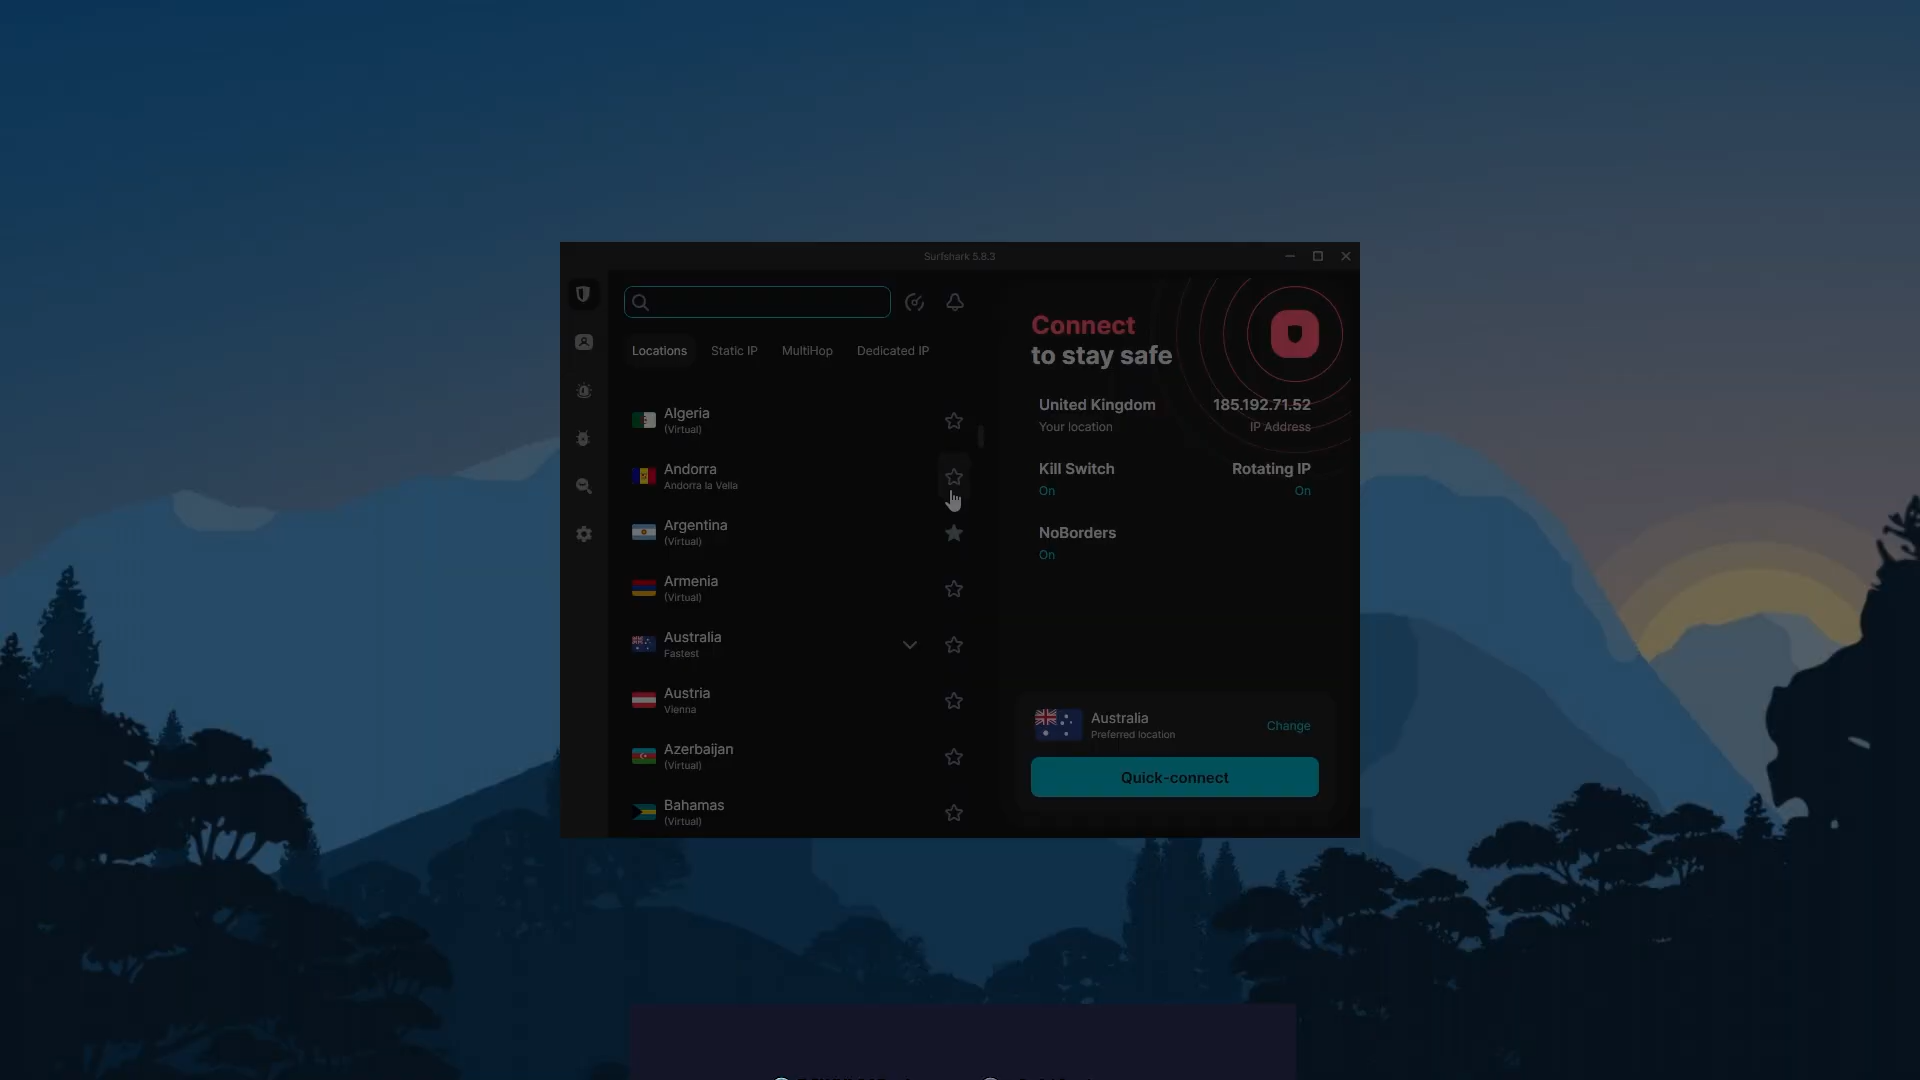 Surfshark 5.8.3
Locations
Static IP
MultiHop
Dedicated IP
Algeria
(Virtual)
Andorra
Andorra la Vella
Argentina
(Virtual)
Armenia
(Virtual)
Australia
Fastest
Austria
Vienna
Azerbaijan
(Virtual)
Bahamas
(Virtual)
Connect
to stay safe
United Kingdom
185.192.71.52
Your location
IP Address
Kill Switch
Rotating IP
On
On
NoBorders
On
Australia
Preferred location
Change
Quick-connect